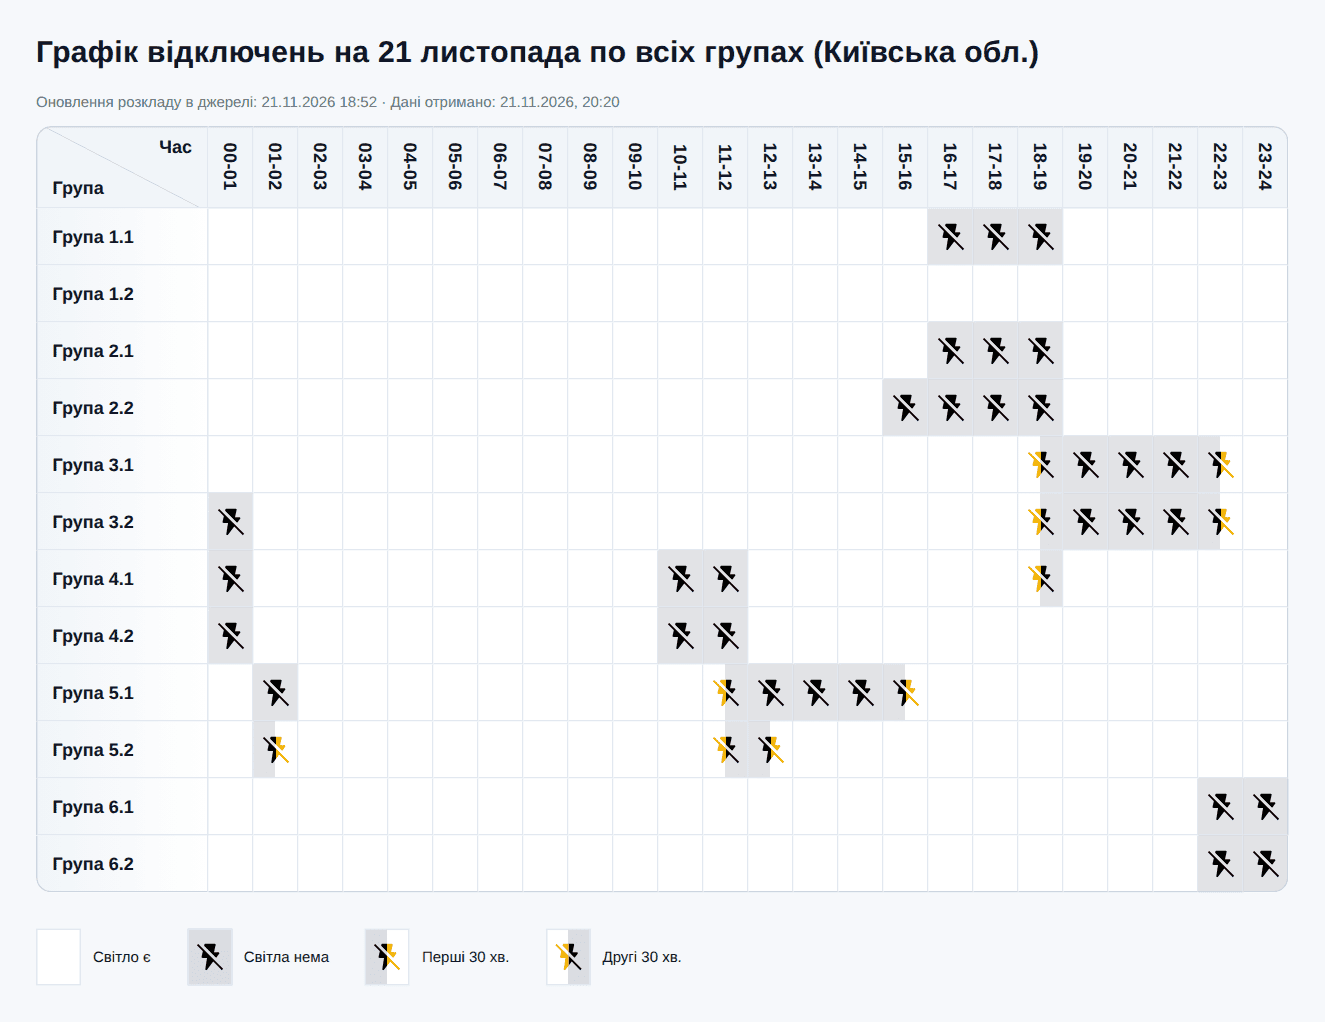 Графік відключень на 21 листопада по всіх групах (Київська обл.)
Оновлення розкладу в джерелі: 21.11.2026 18:52 · Дані отримано: 21.11.2026, 20:20
Час
Група
00-01 01-02 02-03 03-04 04-05 05-06 06-07 07-08 08-09 09-10 10-11 11-12 12-13 13-14 14-15 15-16 16-17 17-18 18-19 19-20 20-21 21-22 22-23 23-24
Група 1.1
Група 1.2
Група 2.1
Група 2.2
Група 3.1
Група 3.2
Група 4.1
Група 4.2
Група 5.1
Група 5.2
Група 6.1
Група 6.2
Світло є Світла нема Перші 30 хв. Другі 30 хв.